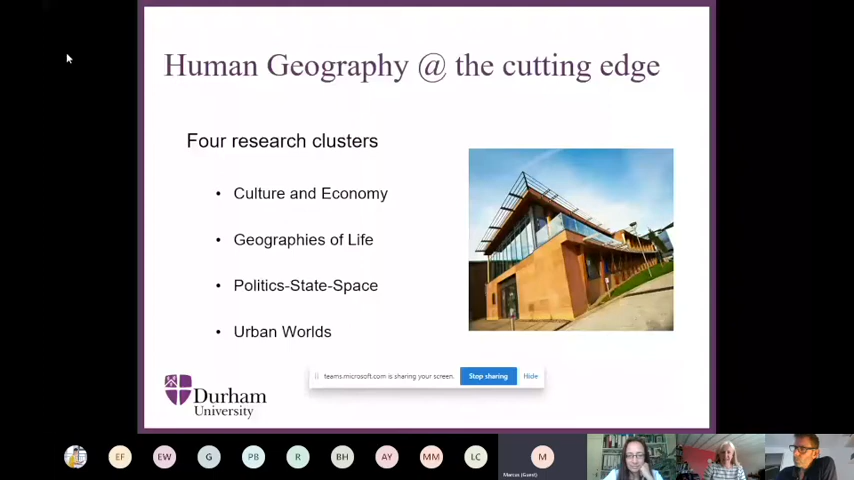 Human Geography @ the cutting edge
Four research clusters
• Culture and Economy
• Geographies of Life
• Politics-State-Space
• Urban Worlds
teams.microsoft.com is sharing your screen.
Stop sharing
Hide
Durham
University
EF
EW
G
PB
R
BH
AY
MM
LC
M
Marcus (Guest)